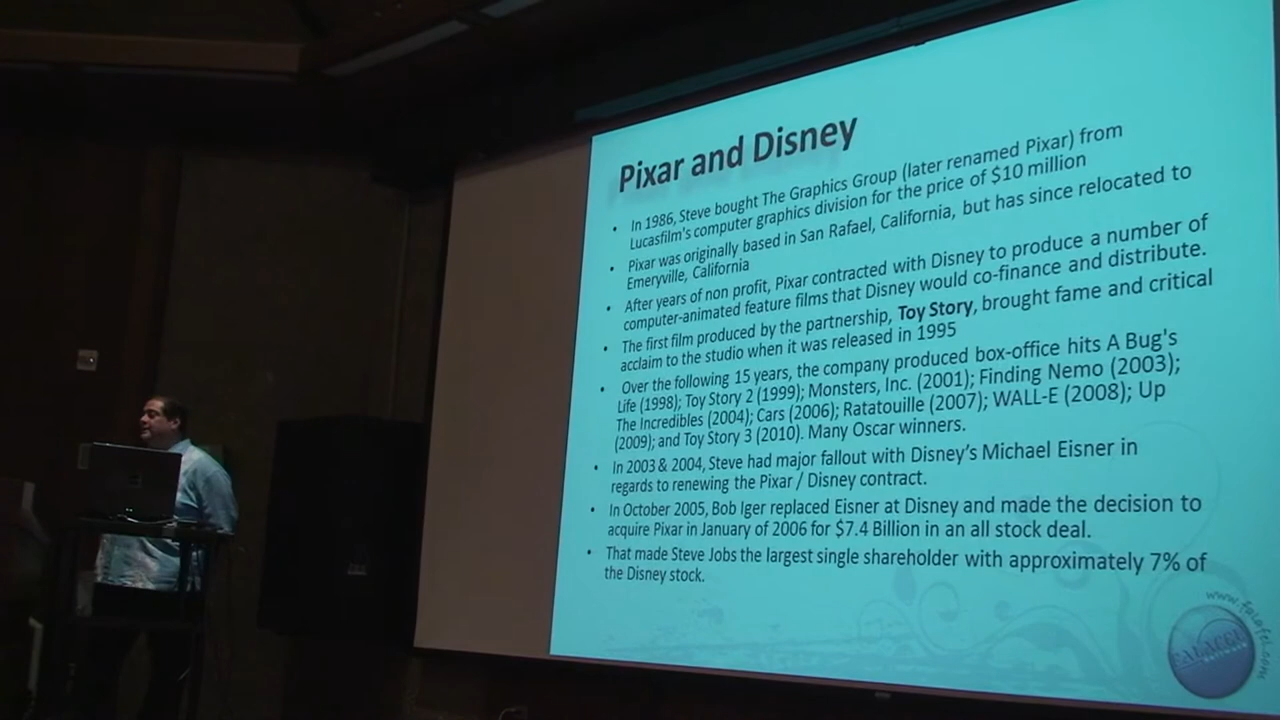 Pixar and Disney
• In 1986, Steve bought The Graphics Group (later renamed Pixar) from
Lucasfilm's computer graphics division for the price of $10 million
• Pixar was originally based in San Rafael, California, but has since relocated to
Emeryville, California
• After years of non profit, Pixar contracted with Disney to produce a number of
computer-animated feature films that Disney would co-finance and distribute.
• The first film produced by the partnership, Toy Story, brought fame and critical
acclaim to the studio when it was released in 1995
• Over the following 15 years, the company produced box-office hits A Bug's
Life (1998); Toy Story 2 (1999); Monsters, Inc. (2001); Finding Nemo (2003);
The Incredibles (2004); Cars (2006); Ratatouille (2007); WALL-E (2008); Up
(2009); and Toy Story 3 (2010). Many Oscar winners.
• In 2003 & 2004, Steve had major fallout with Disney's Michael Eisner in
regards to renewing the Pixar / Disney contract.
• In October 2005, Bob Iger replaced Eisner at Disney and made the decision to
acquire Pixar in January of 2006 for $7.4 Billion in an all stock deal.
• That made Steve Jobs the largest single shareholder with approximately 7% of
the Disney stock.
www.falafel.com
FALAFEL